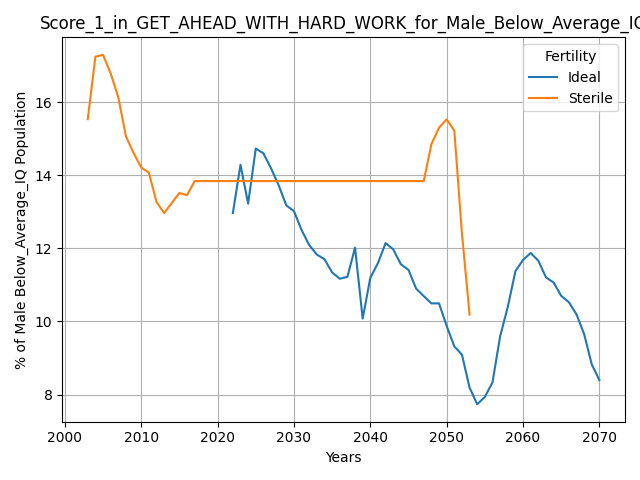 Score_1_in_GET_AHEAD_WITH_HARD_WORK_for_Male_Below_Average_IQ
Fertility
Ideal
Sterile
% of Male Below_Average_IQ Population
16
14
12
10
8
2000 2010 2020 2030 2040 2050 2060 2070
Years